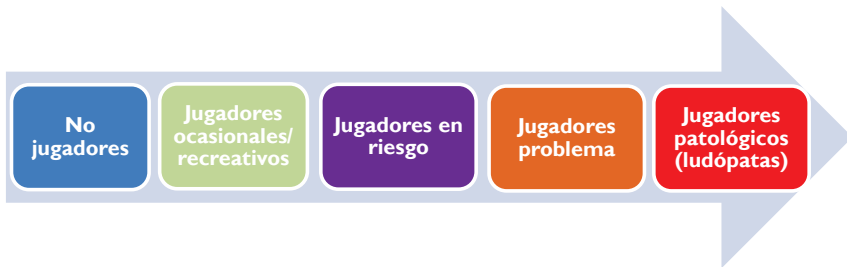 No
jugadores
Jugadores
ocasionales/
recreativos
Jugadores en
riesgo
Jugadores
problema
Jugadores
patológicos
(ludópatas)